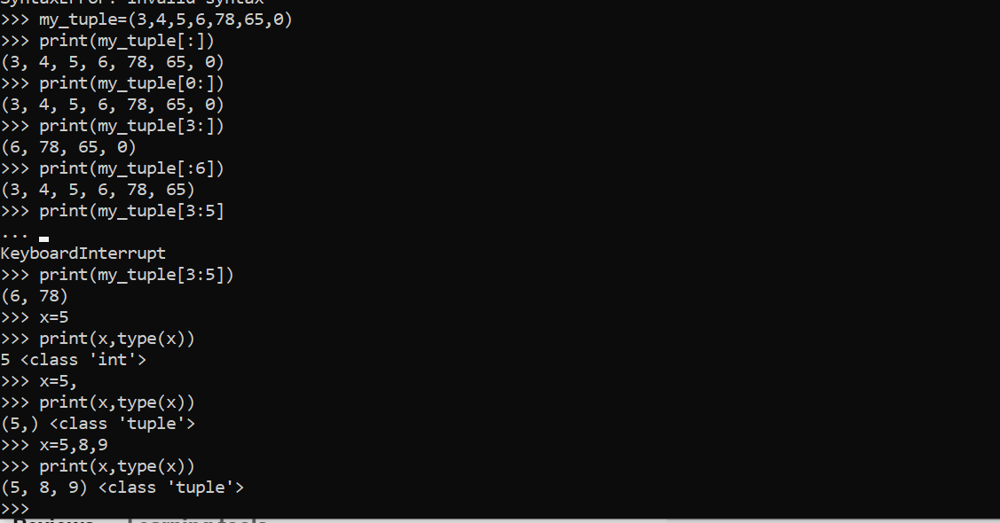 SyntaxError: invalid syntax
>>> my_tuple=(3,4,5,6,78,65,0)
>>> print(my_tuple[:])
(3, 4, 5, 6, 78, 65, 0)
>>> print(my_tuple[0:])
(3, 4, 5, 6, 78, 65, 0)
>>> print(my_tuple[3:])
(6, 78, 65, 0)
>>> print(my_tuple[:6])
(3, 4, 5, 6, 78, 65)
>>> print(my_tuple[3:5]
...
KeyboardInterrupt
>>> print(my_tuple[3:5])
(6, 78)
>>> x=5
>>> print(x,type(x))
5 <class 'int'>
>>> x=5,
>>> print(x,type(x))
(5,) <class 'tuple'>
>>> x=5,8,9
>>> print(x,type(x))
(5, 8, 9) <class 'tuple'>
>>>
Reviews Learning tools